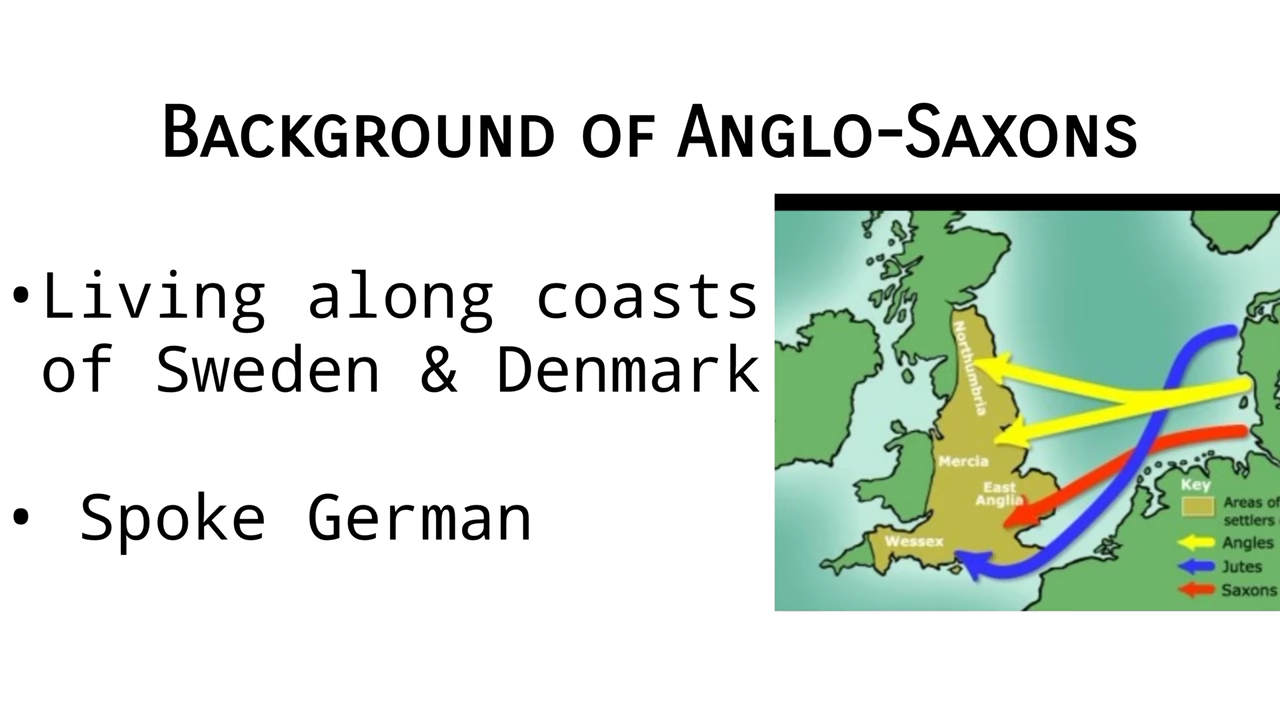 BACKGROUND OF ANGLO-SAXONS
•Living along coasts
of Sweden & Denmark
• Spoke German
Northumbria
Mercia
East
Anglia
Wessex
Key
Areas of
settlers
Angles
Jutes
Saxons